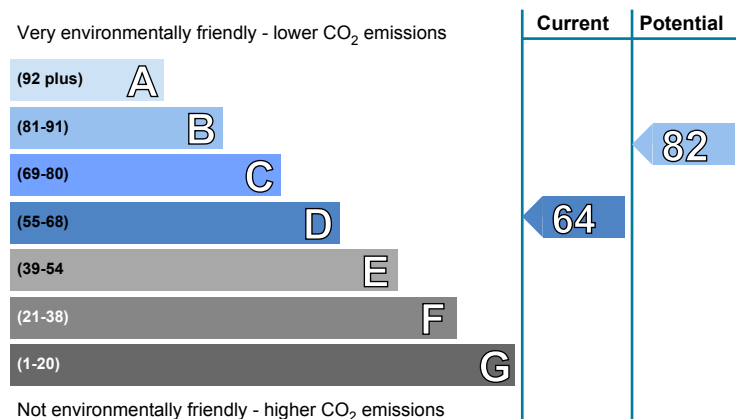 Current Potential
Very environmentally friendly - lower CO₂ emissions
(92 plus) A
(81-91) B
82
(69-80) C
(55-68) D
64
(39-54 E
(21-38) F
(1-20) G
Not environmentally friendly - higher CO₂ emissions